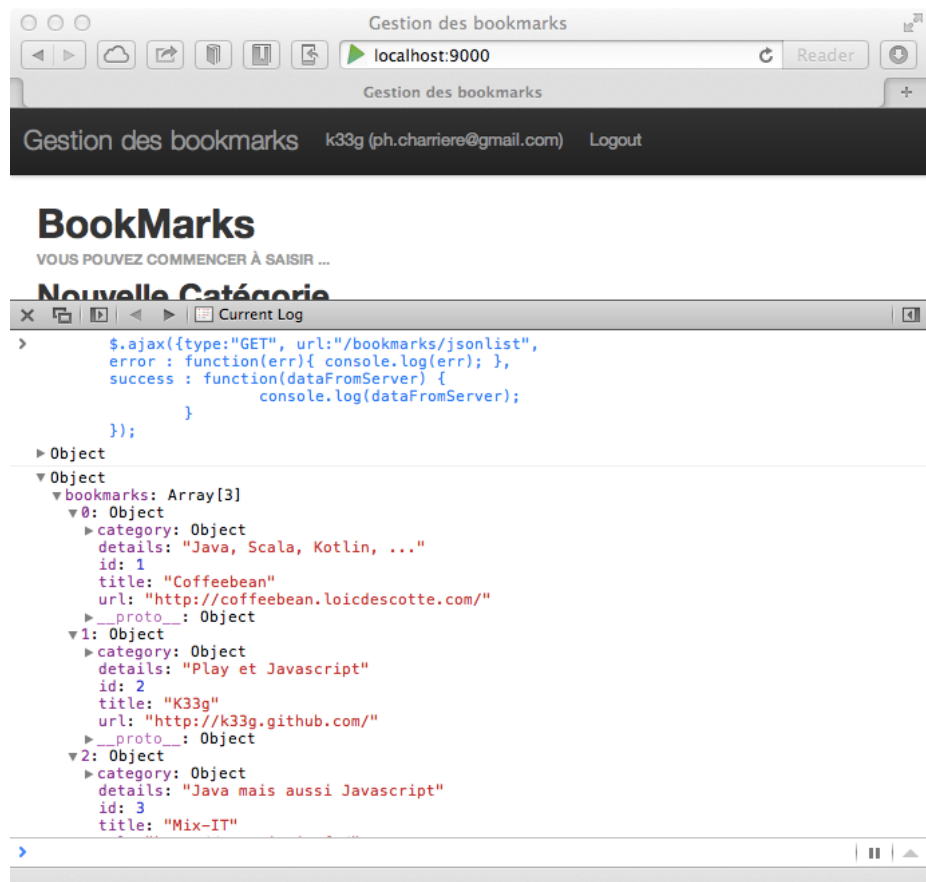 Gestion des bookmarks
localhost:9000
Reader
Gestion des bookmarks
Gestion des bookmarks k33g (ph.charriere@gmail.com) Logout
BookMarks
VOUS POUVEZ COMMENCER À SAISIR ...
Nouvelle Catégorie
Current Log
$.ajax({type:"GET", url:"/bookmarks/jsonlist",
error : function(err){ console.log(err); },
success : function(dataFromServer) {
console.log(dataFromServer);
}
});
Object
Object
bookmarks: Array[3]
0: Object
category: Object
details: "Java, Scala, Kotlin, ..."
id: 1
title: "Coffeebean"
url: "http://coffeebean.loicdescotte.com/"
__proto__: Object
1: Object
category: Object
details: "Play et Javascript"
id: 2
title: "K33g"
url: "http://k33g.github.com/"
__proto__: Object
2: Object
category: Object
details: "Java mais aussi Javascript"
id: 3
title: "Mix-IT"